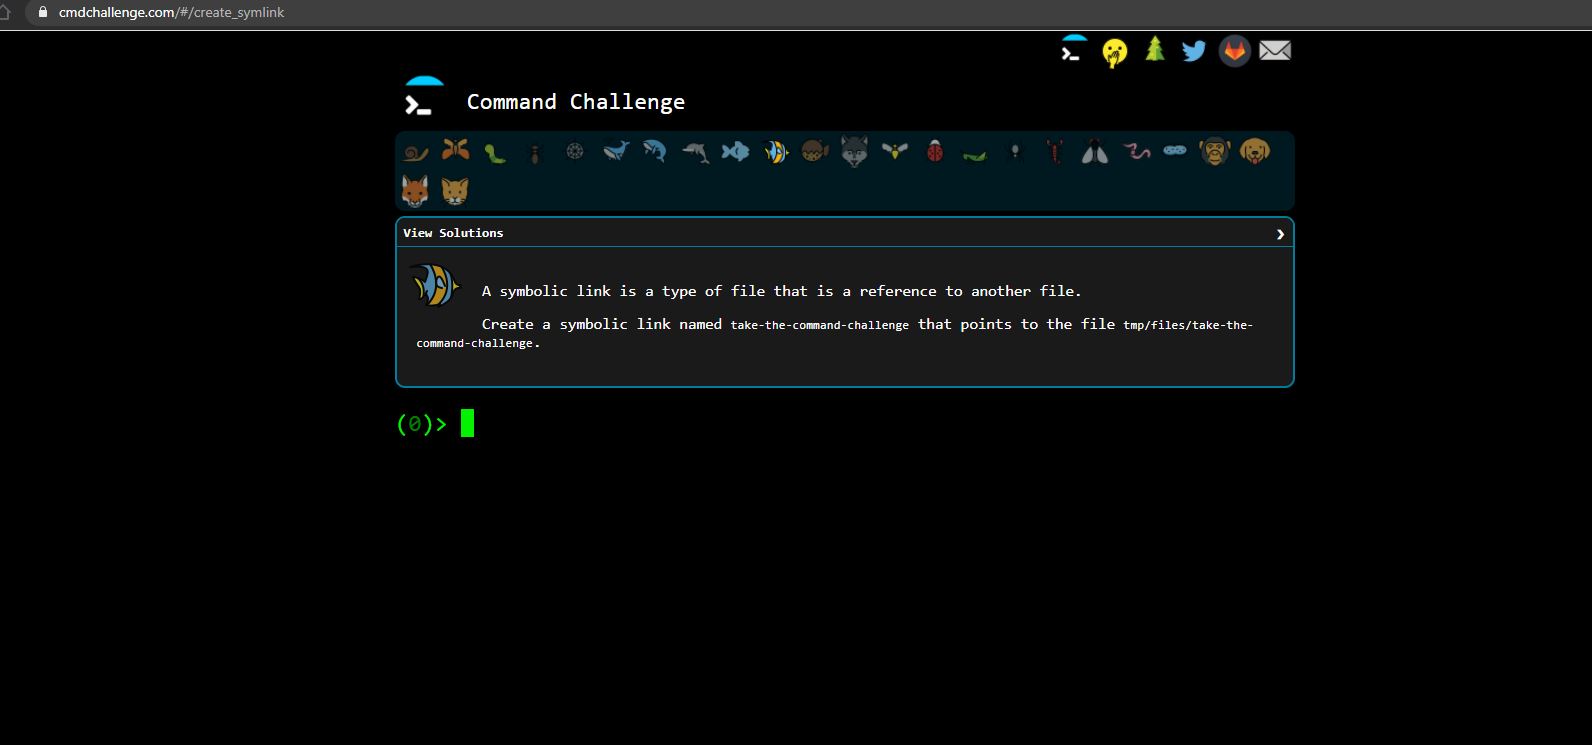 cmdchallenge.com/#/create_symlink
Command Challenge
View Solutions
A symbolic link is a type of file that is a reference to another file.
Create a symbolic link named take-the-command-challenge that points to the file tmp/files/take-the-
command-challenge.
(0)>